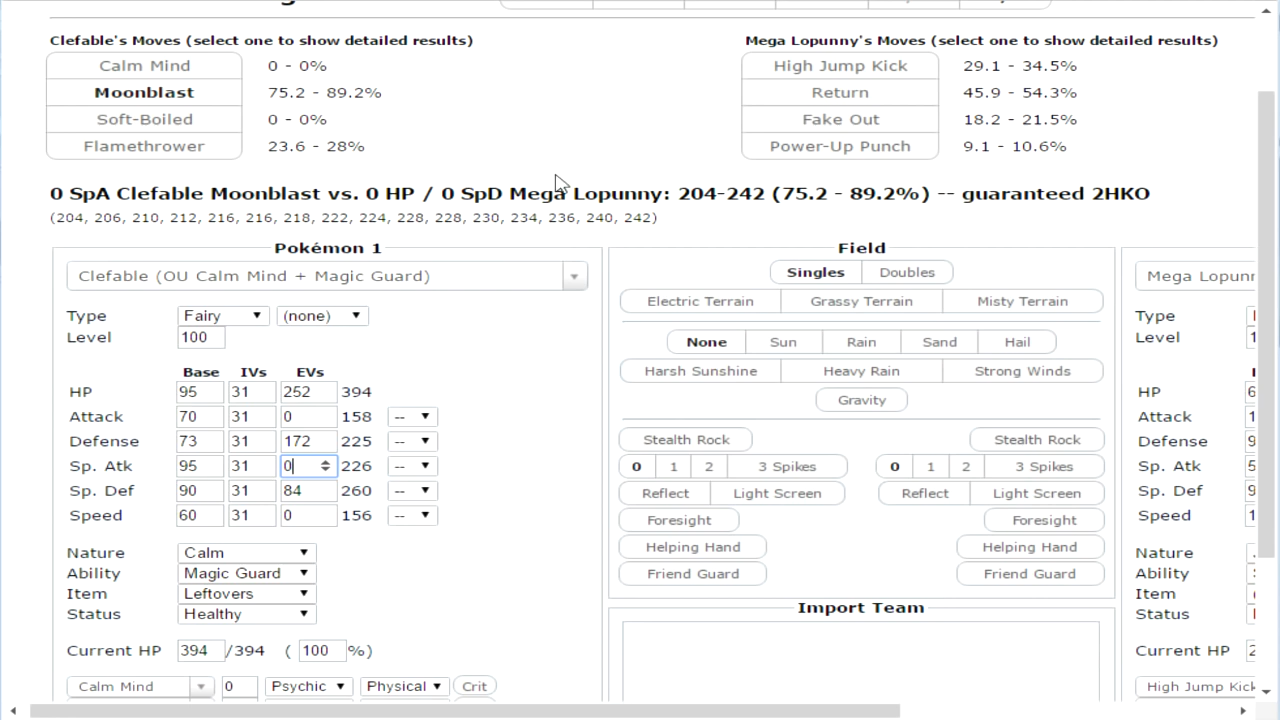 Clefable's Moves (select one to show detailed results)
Mega Lopunny's Moves (select one to show detailed results)
Calm Mind 0 - 0%
High Jump Kick 29.1 - 34.5%
Moonblast 75.2 - 89.2%
Return 45.9 - 54.3%
Soft-Boiled 0 - 0%
Fake Out 18.2 - 21.5%
Flamethrower 23.6 - 28%
Power-Up Punch 9.1 - 10.6%
0 SpA Clefable Moonblast vs. 0 HP / 0 SpD Mega Lopunny: 204-242 (75.2 - 89.2%) -- guaranteed 2HKO
(204, 206, 210, 212, 216, 216, 218, 222, 224, 228, 228, 230, 234, 236, 240, 242)
Pokémon 1
Clefable (OU Calm Mind + Magic Guard)
Type Fairy (none)
Level 100
Base IVs EVs
HP 95 31 252 394
Attack 70 31 0 158 --
Defense 73 31 172 225 --
Sp. Atk 95 31 0 226 --
Sp. Def 90 31 84 260 --
Speed 60 31 0 156 --
Nature Calm
Ability Magic Guard
Item Leftovers
Status Healthy
Current HP 394 /394 ( 100 %)
Calm Mind 0 Psychic Physical Crit
Field
Singles Doubles
Electric Terrain Grassy Terrain Misty Terrain
None Sun Rain Sand Hail
Harsh Sunshine Heavy Rain Strong Winds
Gravity
Stealth Rock Stealth Rock
0 1 2 3 Spikes 0 1 2 3 Spikes
Reflect Light Screen Reflect Light Screen
Foresight Foresight
Helping Hand Helping Hand
Friend Guard Friend Guard
Import Team
Mega Lopunn
Type
Level 1
HP 6
Attack 1
Defense 9
Sp. Atk 5
Sp. Def 9
Speed 1
Nature
Ability
Item
Status
Current HP 2
High Jump Kick